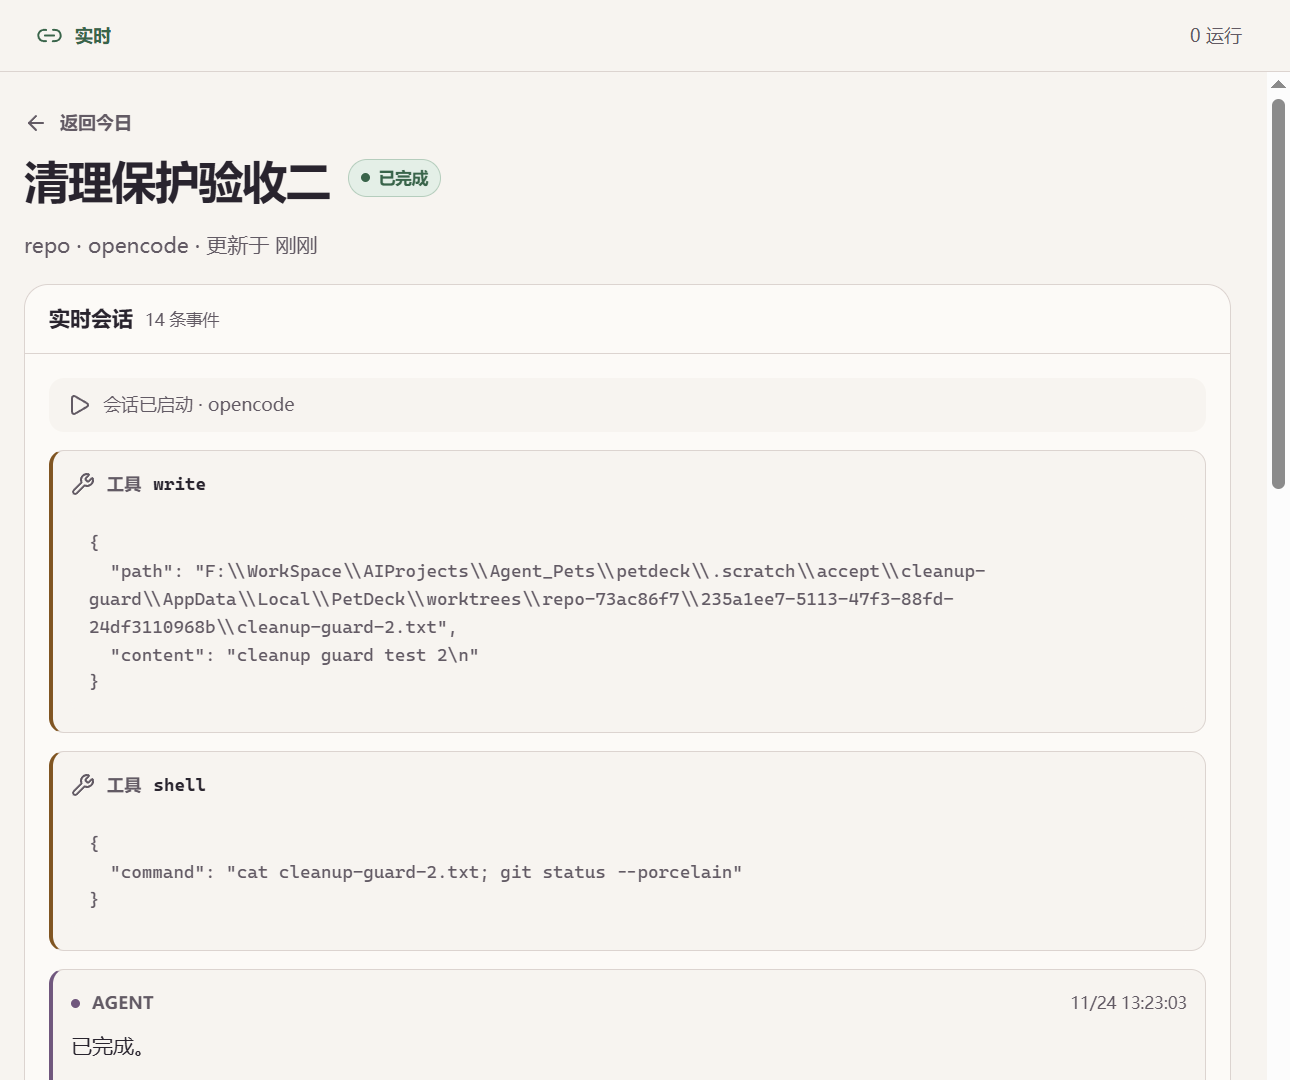 实时
0 运行
返回今日
清理保护验收二
已完成
repo · opencode · 更新于 刚刚
实时会话 14 条事件
会话已启动 · opencode
工具 write
{
  "path": "F:\\WorkSpace\\AIProjects\\Agent_Pets\\petdeck\\.scratch\\accept\\cleanup-
guard\\AppData\\Local\\PetDeck\\worktrees\\repo-73ac86f7\\235a1ee7-5113-47f3-88fd-
24df3110968b\\cleanup-guard-2.txt",
  "content": "cleanup guard test 2\n"
}
工具 shell
{
  "command": "cat cleanup-guard-2.txt; git status --porcelain"
}
AGENT 11/24 13:23:03
已完成。